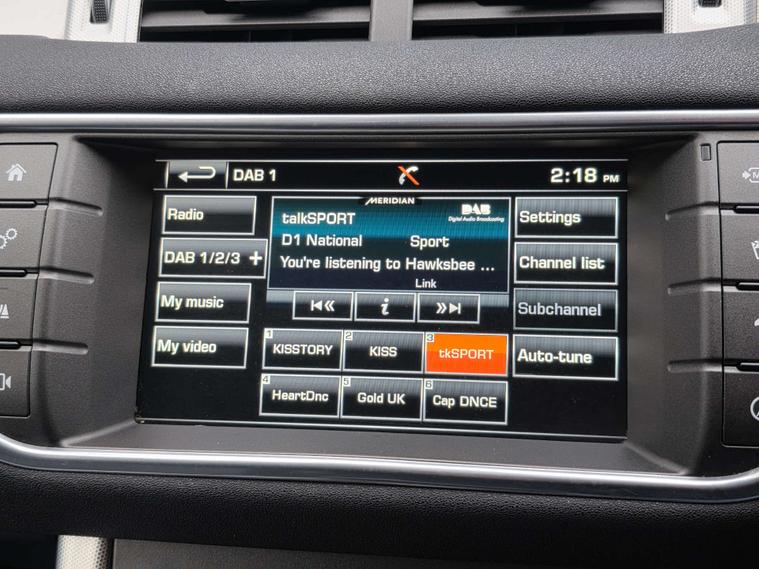 DAB 1
2:18 PM
Radio
DAB 1/2/3 +
My music
My video
MERIDIAN
talkSPORT
DAB
Digital Audio Broadcasting
D1 National Sport
You're listening to Hawksbee ...
Link
i
Settings
Channel list
Subchannel
Auto-tune
1 KISSTORY
2 KISS
3 tkSPORT
4 HeartDnc
5 Gold UK
6 Cap DNCE